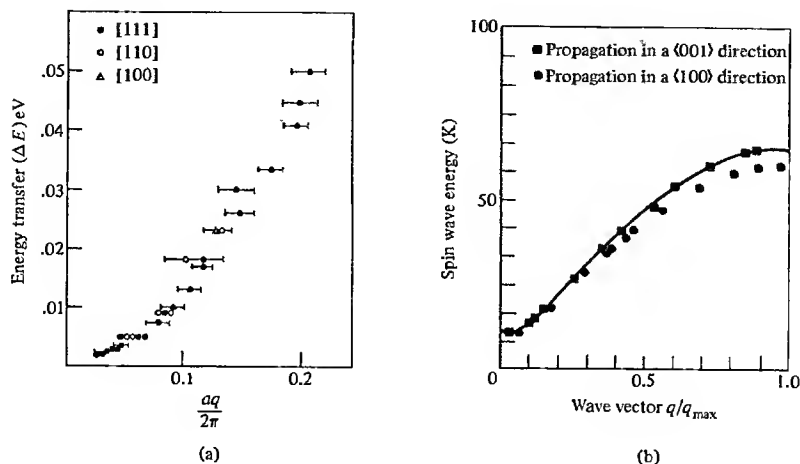 [111]
[110]
[100]
Energy transfer (ΔE) eV
.05
.04
.03
.02
.01
0.1
0.2
aq
2π
(a)
100
50
0
Propagation in a ⟨001⟩ direction
Propagation in a ⟨100⟩ direction
Spin wave energy (K)
0
0.5
1.0
Wave vector q/qmax
(b)